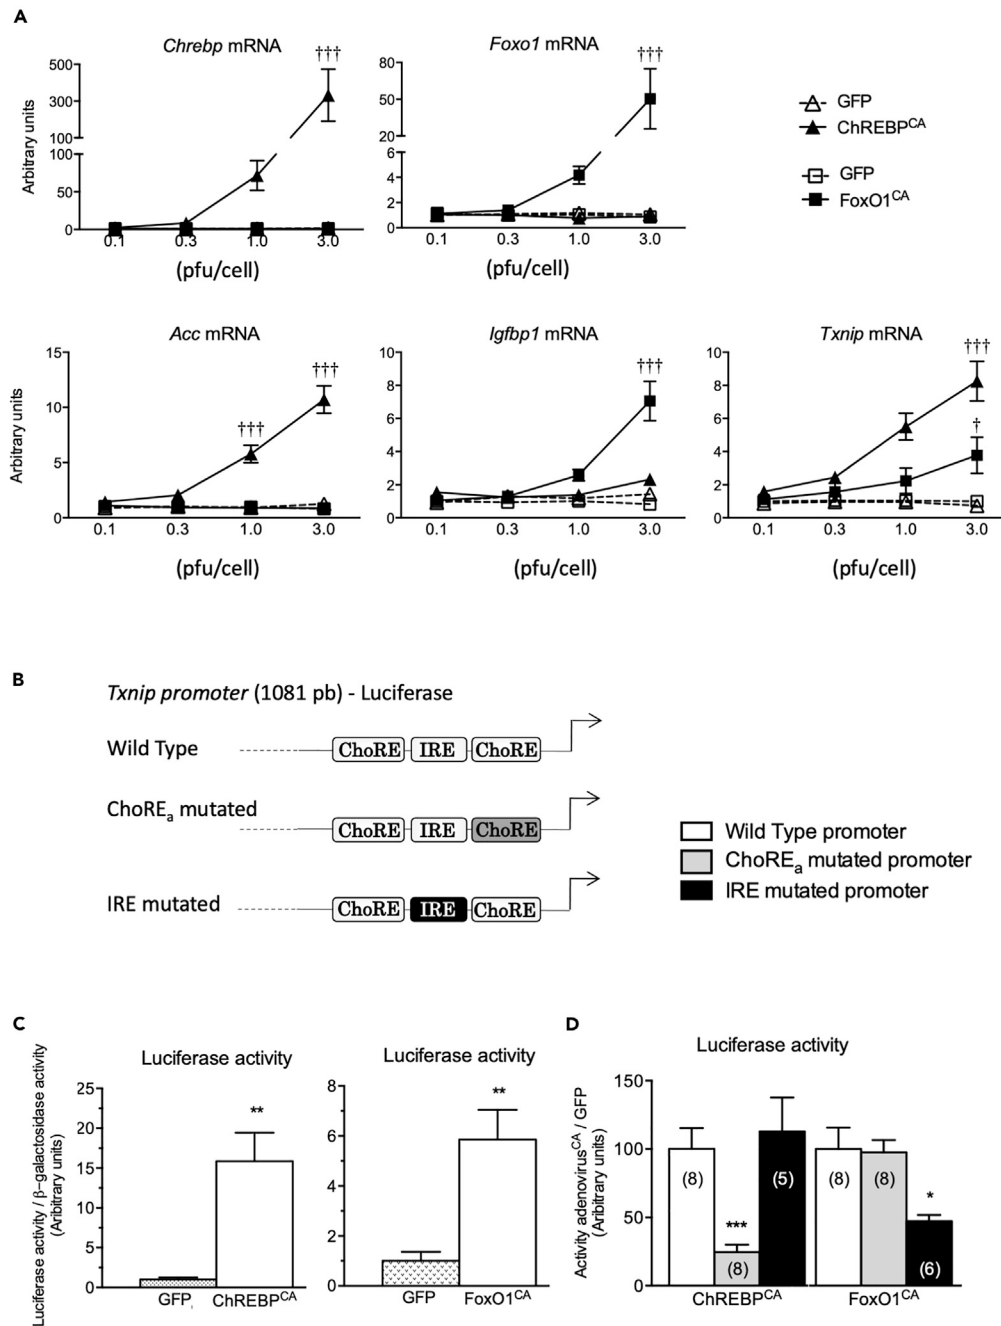 A
Chrebp mRNA
†††
500
300
100
100
50
0
Arbitrary units
0.1 0.3 1.0 3.0
(pfu/cell)
Foxo1 mRNA
†††
80
50
20
6
4
2
0
0.1 0.3 1.0 3.0
(pfu/cell)
GFP
ChREBPCA
GFP
FoxO1CA
Acc mRNA
†††
†††
15
10
5
0
Arbitrary units
0.1 0.3 1.0 3.0
(pfu/cell)
Igfbp1 mRNA
†††
10
8
6
4
2
0
0.1 0.3 1.0 3.0
(pfu/cell)
Txnip mRNA
†††
†
10
8
6
4
2
0
0.1 0.3 1.0 3.0
(pfu/cell)
B
Txnip promoter (1081 pb) - Luciferase
Wild Type
ChoRE IRE ChoRE
ChoREa mutated
ChoRE IRE ChoRE
IRE mutated
ChoRE IRE ChoRE
Wild Type promoter
ChoREa mutated promoter
IRE mutated promoter
C
Luciferase activity
Luciferase activity / β-galactosidase activity
(Aribitrary units)
25
20
15
10
5
0
**
GFP ChREBPCA
Luciferase activity
8
6
4
2
0
**
GFP FoxO1CA
D
Luciferase activity
Activity adenovirusCA / GFP
(Aribitrary units)
150
100
50
0
(8) (5) (8) (8)
***
*
(8) (6)
ChREBPCA FoxO1CA